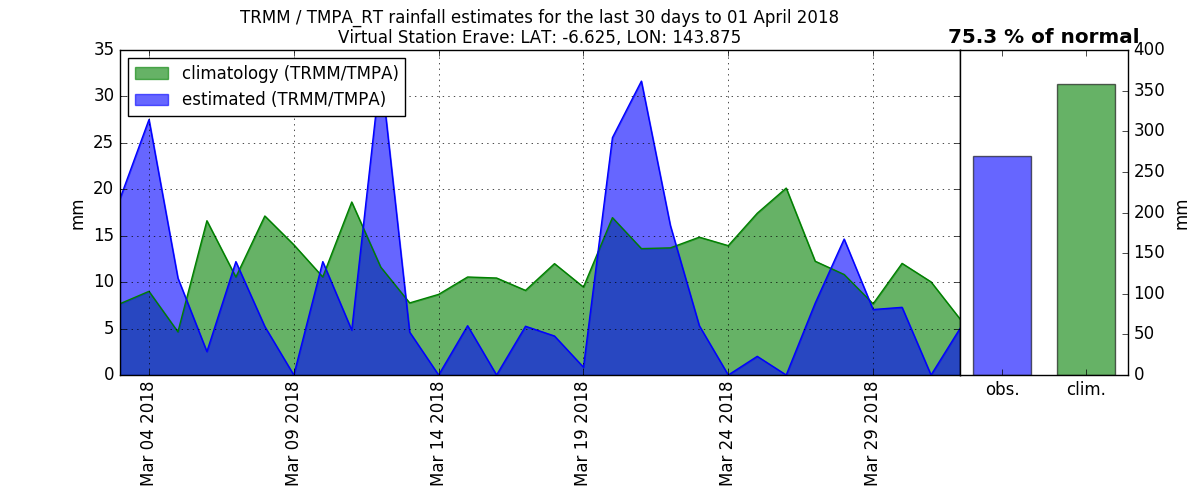 TRMM / TMPA_RT rainfall estimates for the last 30 days to 01 April 2018
Virtual Station Erave: LAT: -6.625, LON: 143.875
75.3 % of normal
climatology (TRMM/TMPA)
estimated (TRMM/TMPA)
mm
35
30
25
20
15
10
5
0
Mar 04 2018
Mar 09 2018
Mar 14 2018
Mar 19 2018
Mar 24 2018
Mar 29 2018
obs.
clim.
400
350
300
250
200
150
100
50
0
mm